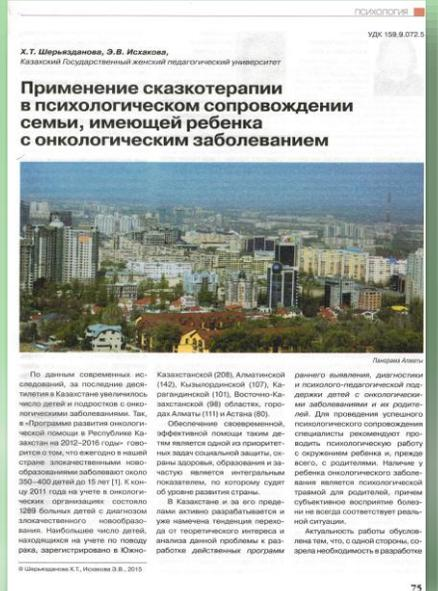 ПСИХОЛОГИЯ
УДК 159.9.072.5
Х.Т. Шерьязданова, Э.В. Исхакова,
Казахский Государственный женский педагогический университет
Применение сказкотерапии
в психологическом сопровождении
семьи, имеющей ребенка
с онкологическим заболеванием
Панорама Алматы
По данным современных ис-
следований, за последние деся-
тилетия в Казахстане увеличилось
число детей и подростков с онко-
логическими заболеваниями. Так,
в «Программе развития онкологи-
ческой помощи в Республике Ка-
захстан на 2012–2016 годы» гово-
рится о том, что ежегодно в нашей
стране злокачественными ново-
образованиями заболевают около
350–400 детей до 15 лет [1]. К кон-
цу 2011 года на учете в онкологи-
ческих организациях состояло
1289 больных детей с диагнозом
злокачественного новообразо-
вания. Наибольшее число детей,
находящихся на учете по поводу
рака, зарегистрировано в Южно-
Казахстанской (208), Алматинской
(142), Кызылординской (107), Ка-
рагандинской (101), Восточно-Ка-
захстанской (98) областях, горо-
дах Алматы (111) и Астана (80).
Обеспечение своевременной,
эффективной помощи таким де-
тям является одной из приоритет-
ных задач социальной защиты, ох-
раны здоровья, образования и за-
частую является интегральным
показателем, по которому судят
об уровне развития страны.
В Казахстане и за его преде-
лами активно разрабатывается и
уже намечена тенденция перехо-
да от теоретического интереса и
анализа данной проблемы к раз-
работке действенных программ
раннего выявления, диагностики
и психолого-педагогической под-
держки детей с онкологически-
ми заболеваниями и их родите-
лей. Для проведения успешного
психологического сопровождения
специалисты рекомендуют про-
водить психологическую работу
с окружением ребенка и, прежде
всего, с родителями. Наличие у
ребенка онкологического заболе-
вания является психологической
травмой для родителей, причем
субъективное восприятие болез-
ни не всегда соответствует реаль-
ной ситуации.
Актуальность работы обуслов-
лена тем, что, с одной стороны, со-
зрела необходимость в разработке
© Шерьязданова Х.Т., Исхакова Э.В., 2015
75